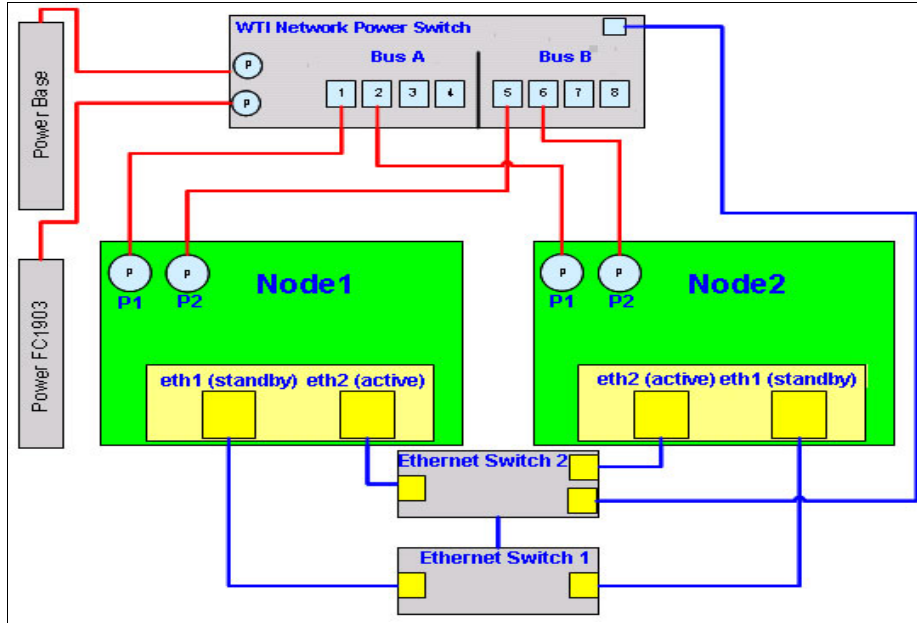 WTI Network Power Switch
Bus A
Bus B
P
P
1
2
3
4
5
6
7
8
Power Base
Power FC1903
P
P
P1
P2
Node1
P
P
P1
P2
Node2
eth1 (standby)
eth2 (active)
eth2 (active)
eth1 (standby)
Ethernet Switch 2
Ethernet Switch 1